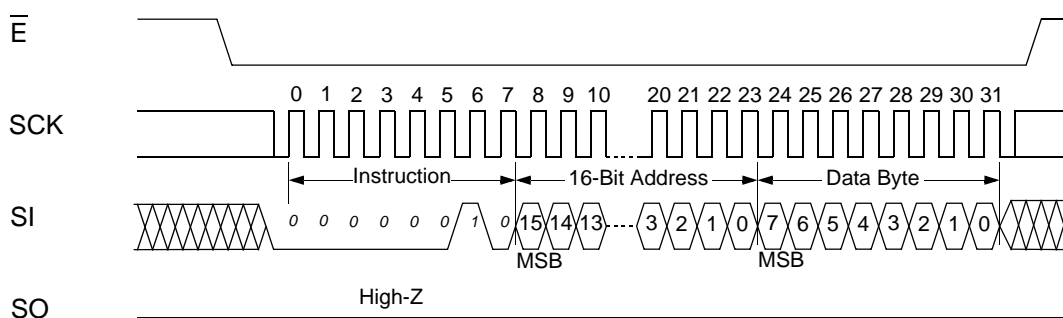 E
0 1 2 3 4 5 6 7 8 9 10 20 21 22 23 24 25 26 27 28 29 30 31
SCK
Instruction 16-Bit Address Data Byte
SI 0 0 0 0 0 0 1 0 15 14 13 3 2 1 0 7 6 5 4 3 2 1 0
MSB MSB
High-Z
SO